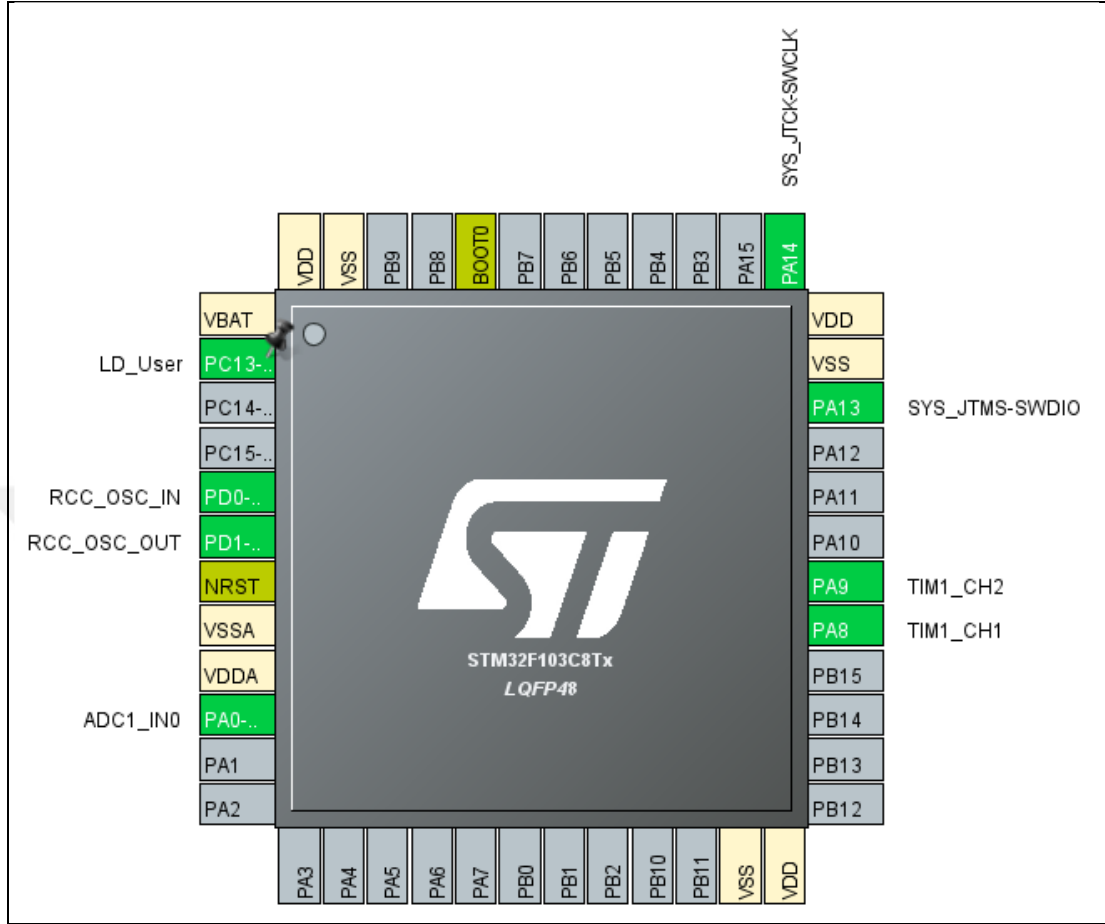 SYS_JTCK-SWCLK
VDD
VSS
PB9
PB8
BOOT0
PB7
PB6
PB5
PB4
PB3
PA15
PA14
VBAT
LD_User PC13-..
PC14-..
PC15-..
RCC_OSC_IN PD0-..
RCC_OSC_OUT PD1-..
NRST
VSSA
VDDA
ADC1_IN0 PA0-..
PA1
PA2
VDD
VSS
PA13 SYS_JTMS-SWDIO
PA12
PA11
PA10
PA9 TIM1_CH2
PA8 TIM1_CH1
PB15
PB14
PB13
PB12
ST
STM32F103C8Tx
LQFP48
PA3
PA4
PA5
PA6
PA7
PB0
PB1
PB2
PB10
PB11
VSS
VDD